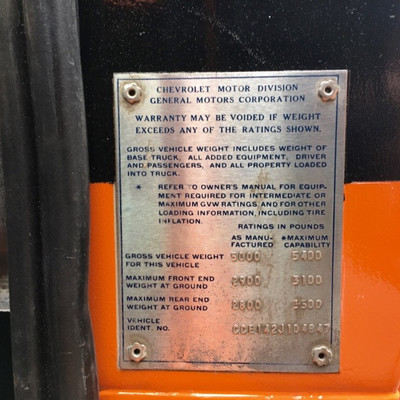 CHEVROLET MOTOR DIVISION
GENERAL MOTORS CORPORATION
WARRANTY MAY BE VOIDED IF WEIGHT
EXCEEDS ANY OF THE RATINGS SHOWN.
GROSS VEHICLE WEIGHT INCLUDES WEIGHT OF
BASE TRUCK, ALL ADDED EQUIPMENT, DRIVER
AND PASSENGERS, AND ALL PROPERTY LOADED
INTO TRUCK.
* REFER TO OWNER'S MANUAL FOR EQUIP-
MENT REQUIRED FOR INTERMEDIATE OR
MAXIMUM GVW RATINGS, AND FOR OTHER
LOADING INFORMATION, INCLUDING TIRE
INFLATION.
RATINGS IN POUNDS
AS MANU- *MAXIMUM
FACTURED CAPABILITY
GROSS VEHICLE WEIGHT 5000 5400
FOR THIS VEHICLE
MAXIMUM FRONT END 2900 3100
WEIGHT AT GROUND
MAXIMUM REAR END 2800 3500
WEIGHT AT GROUND
VEHICLE
IDENT. NO. CCE142J104847